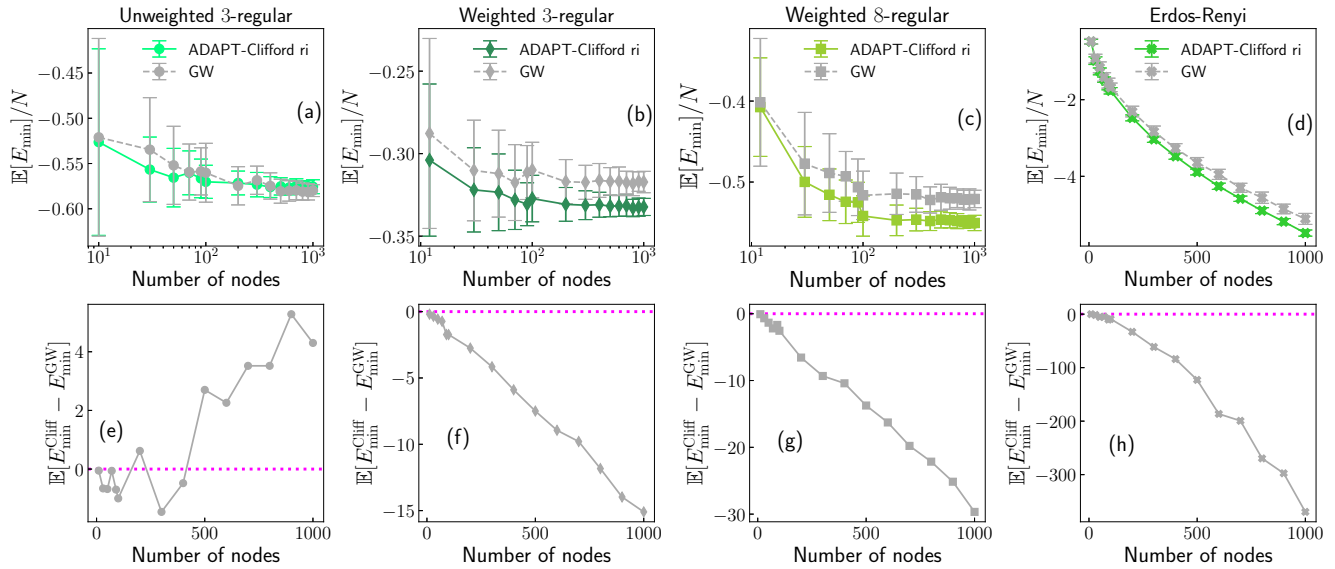 Unweighted 3-regular
𝔼[E_min]/N
−0.45
−0.50
−0.55
−0.60
ADAPT-Clifford ri
GW
(a)
10^1
10^2
10^3
Number of nodes
Weighted 3-regular
𝔼[E_min]/N
−0.25
−0.30
−0.35
ADAPT-Clifford ri
GW
(b)
10^1
10^2
10^3
Number of nodes
Weighted 8-regular
𝔼[E_min]/N
−0.4
−0.5
ADAPT-Clifford ri
GW
(c)
10^1
10^2
10^3
Number of nodes
Erdos-Renyi
𝔼[E_min]/N
−2
−4
ADAPT-Clifford ri
GW
(d)
0
500
1000
Number of nodes
𝔼[E_min^Cliff − E_min^GW]
4
2
0
(e)
0
500
1000
Number of nodes
𝔼[E_min^Cliff − E_min^GW]
0
−5
−10
−15
(f)
0
500
1000
Number of nodes
𝔼[E_min^Cliff − E_min^GW]
0
−10
−20
−30
(g)
0
500
1000
Number of nodes
𝔼[E_min^Cliff − E_min^GW]
0
−100
−200
−300
(h)
0
500
1000
Number of nodes